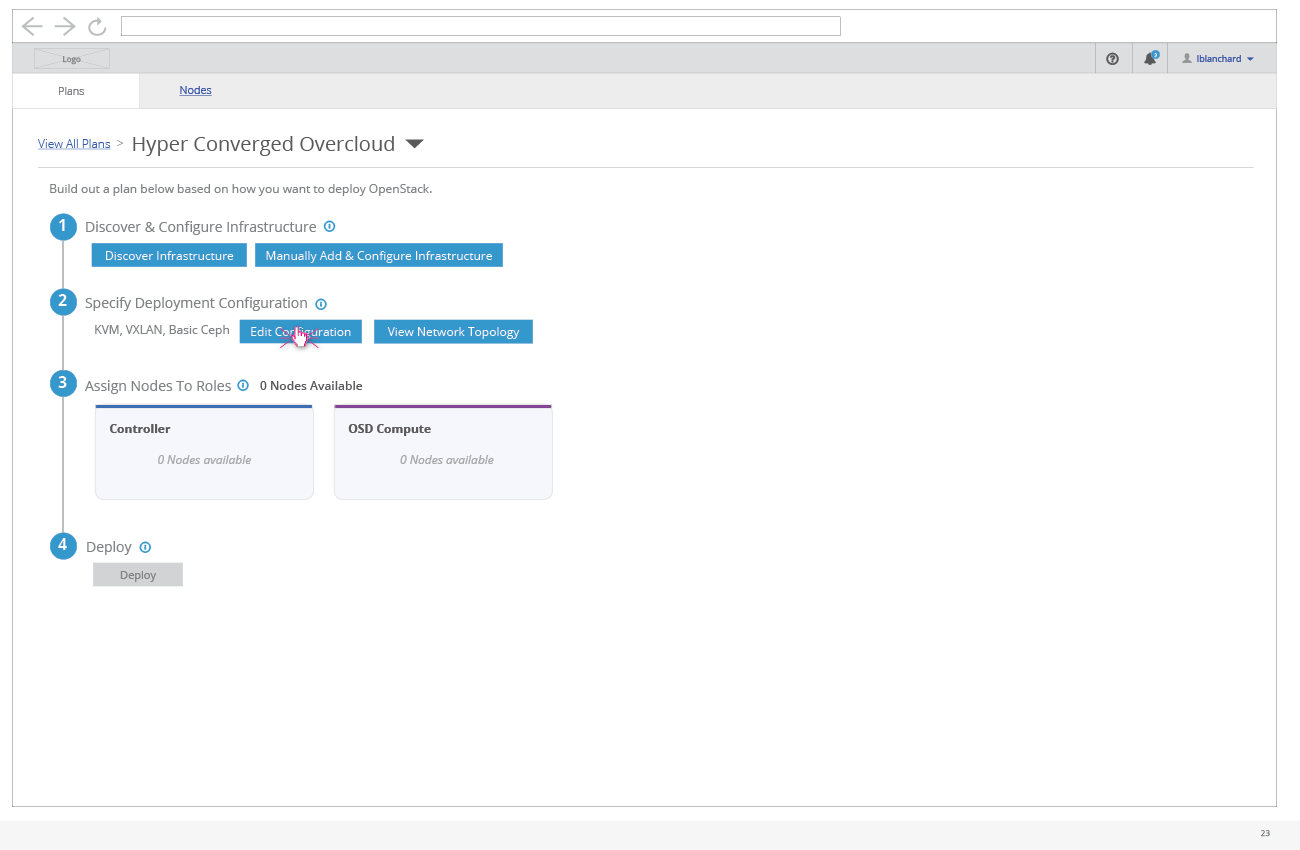 Logo
3
lblanchard
Plans
Nodes
View All Plans > Hyper Converged Overcloud
Build out a plan below based on how you want to deploy OpenStack.
1 Discover & Configure Infrastructure
Discover Infrastructure
Manually Add & Configure Infrastructure
2 Specify Deployment Configuration
KVM, VXLAN, Basic Ceph
Edit Configuration
View Network Topology
3 Assign Nodes To Roles 0 Nodes Available
Controller
0 Nodes available
OSD Compute
0 Nodes available
4 Deploy
Deploy
23